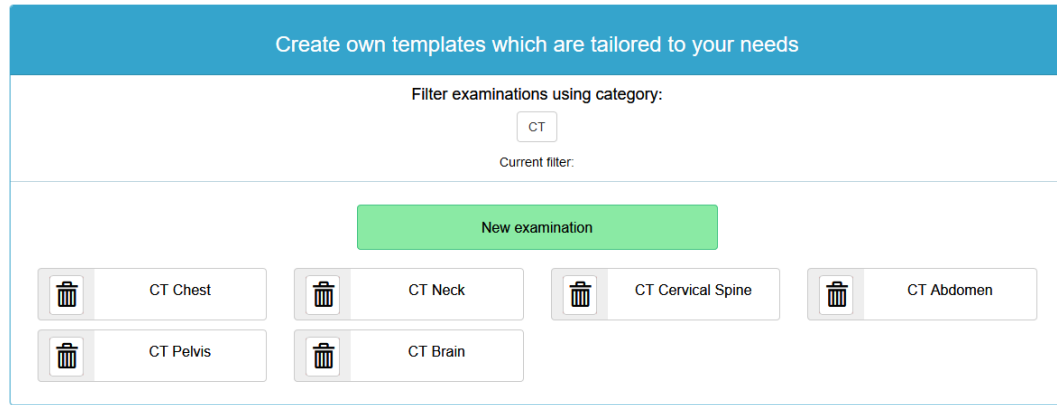 Create own templates which are tailored to your needs
Filter examinations using category:
CT
Current filter:
New examination
CT Chest
CT Neck
CT Cervical Spine
CT Abdomen
CT Pelvis
CT Brain